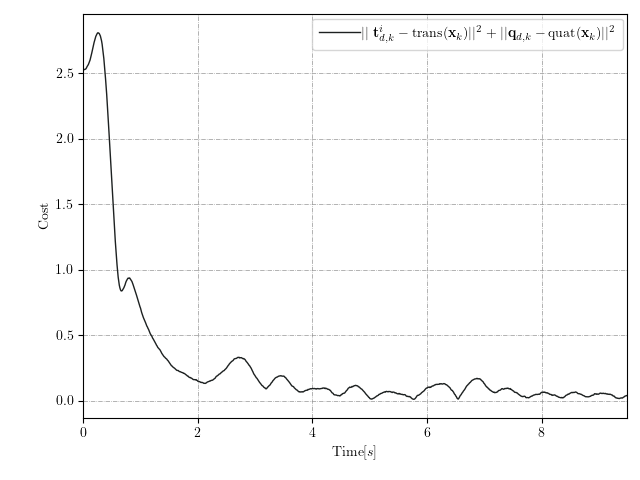 || t^i_{d,k} − trans(x_k)||^2 + ||q_{d,k} − quat(x_k)||^2
2.5
2.0
1.5
1.0
0.5
0.0
Cost
0 2 4 6 8
Time[s]